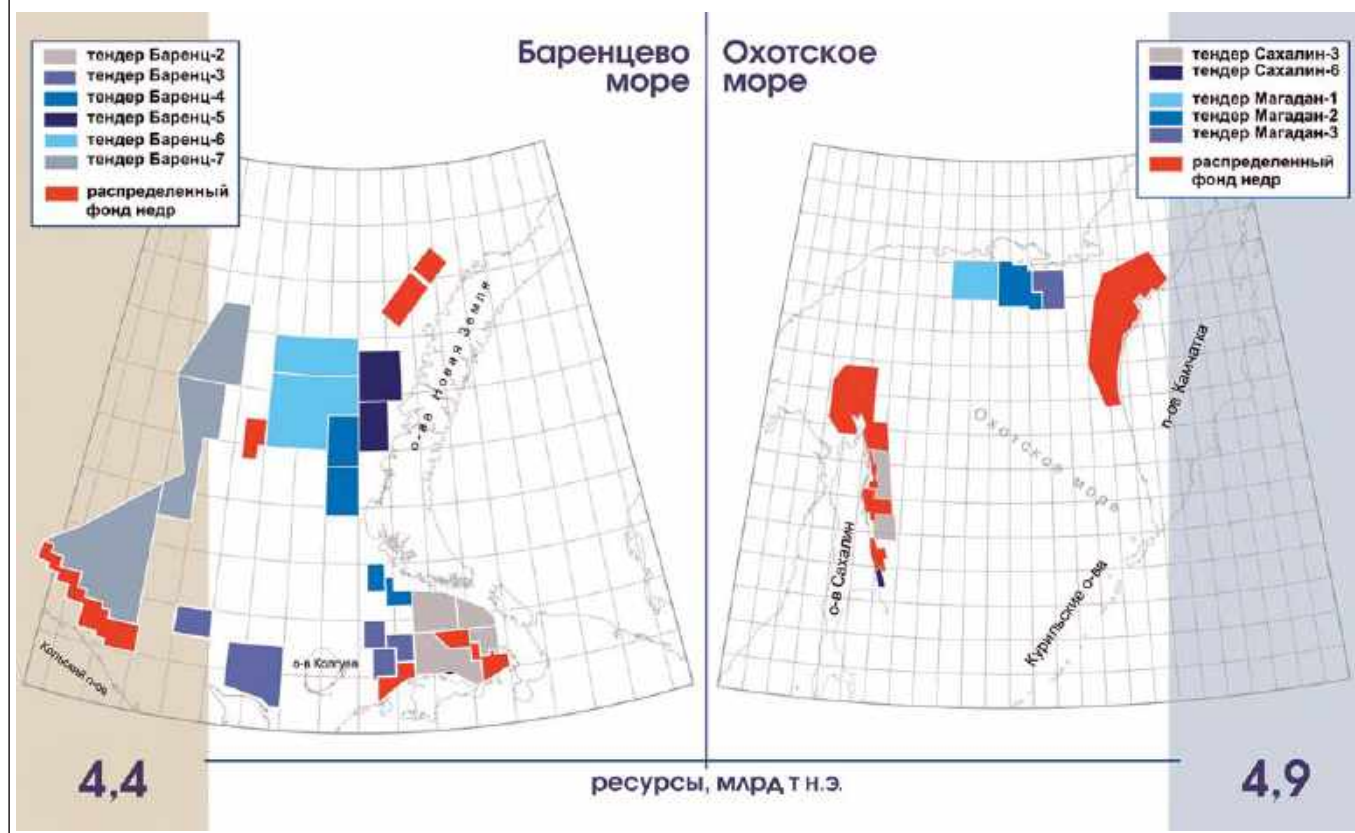 тендер Баренц-2
тендер Баренц-3
тендер Баренц-4
тендер Баренц-5
тендер Баренц-6
тендер Баренц-7
распределенный
фонд недр
Баренцево
море
Охотское
море
тендер Сахалин-3
тендер Сахалин-6
тендер Магадан-1
тендер Магадан-2
тендер Магадан-3
распределенный
фонд недр
о-ва Новая Земля
Кольский п-ов
о-в Колгуев
п-ов Камчатка
Охотское море
о-в Сахалин
Курильские о-ва
4,4
ресурсы, млрд т н.э.
4,9